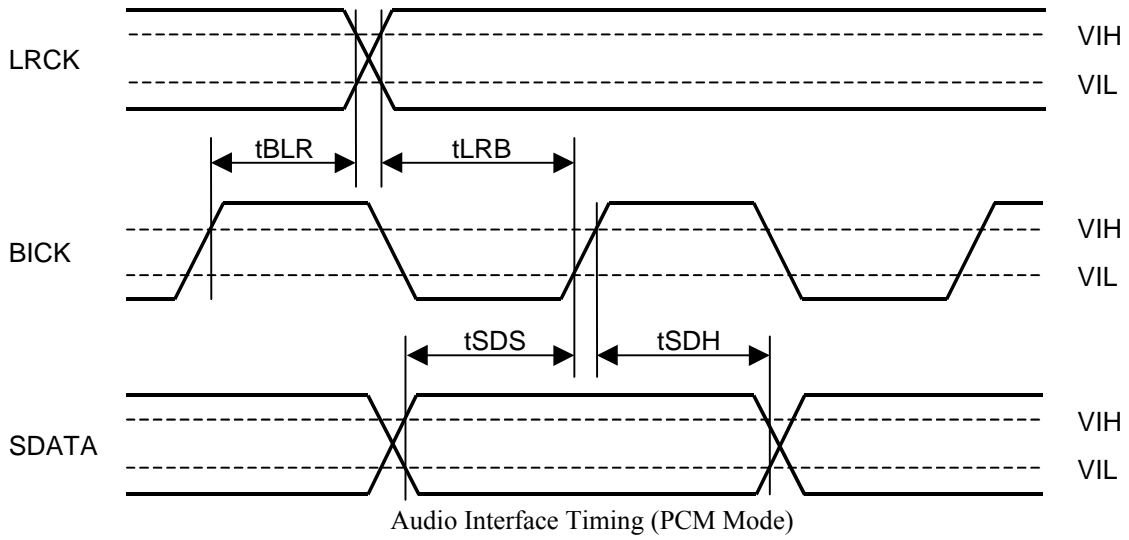 LRCK
VIH
VIL
tBLR
tLRB
BICK
VIH
VIL
tSDS
tSDH
SDATA
VIH
VIL
Audio Interface Timing (PCM Mode)